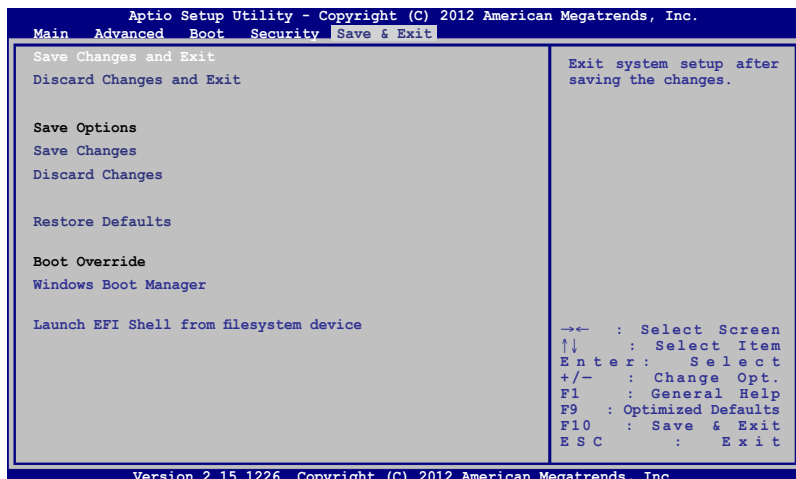 Aptio Setup Utility - Copyright (C) 2012 American Megatrends, Inc.
Main Advanced Boot Security Save & Exit
Save Changes and Exit
Discard Changes and Exit
Save Options
Save Changes
Discard Changes
Restore Defaults
Boot Override
Windows Boot Manager
Launch EFI Shell from filesystem device
Exit system setup after
saving the changes.
→← : Select Screen
↑↓ : Select Item
Enter: Select
+/— : Change Opt.
F1 : General Help
F9 : Optimized Defaults
F10 : Save & Exit
ESC : Exit
Version 2.15.1226. Copyright (C) 2012 American Megatrends, Inc.